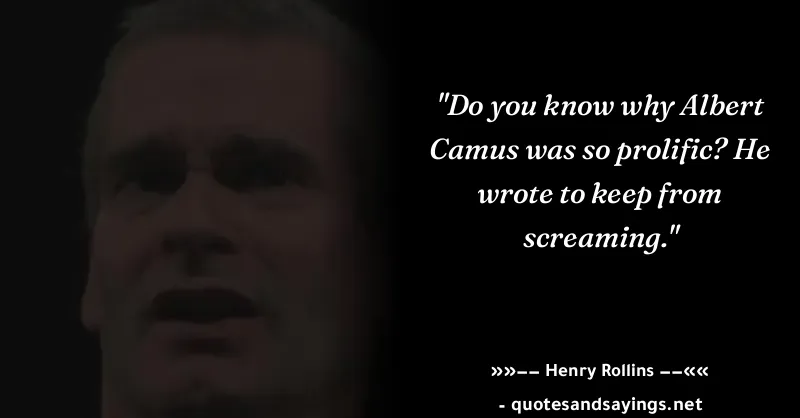 "Do you know why Albert
Camus was so prolific? He
wrote to keep from
screaming."
»»−− Henry Rollins −−««
- quotesandsayings.net